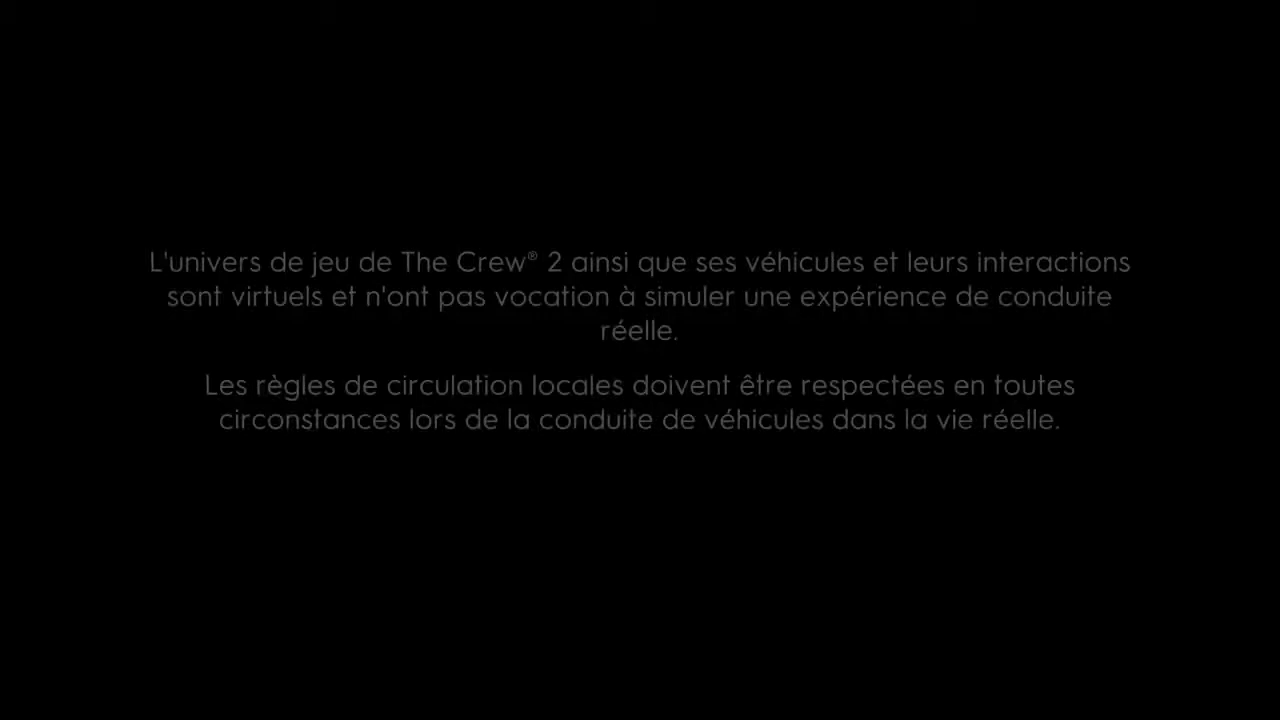 L'univers de jeu de The Crew® 2 ainsi que ses véhicules et leurs interactions
sont virtuels et n'ont pas vocation à simuler une expérience de conduite
réelle.
Les règles de circulation locales doivent être respectées en toutes
circonstances lors de la conduite de véhicules dans la vie réelle.